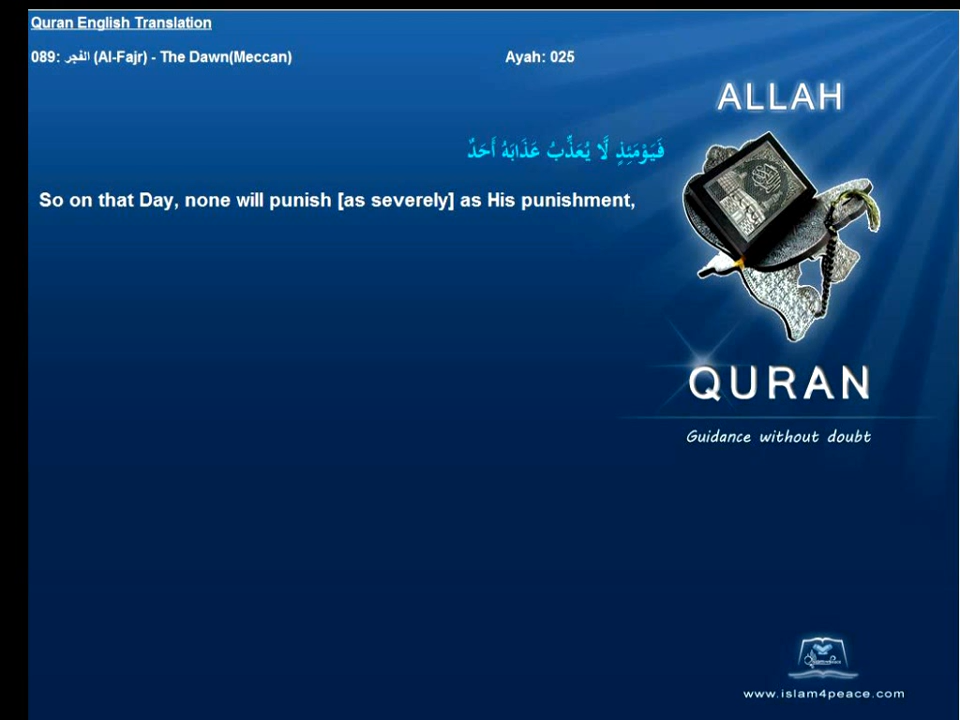 Quran English Translation
089: الفجر (Al-Fajr) - The Dawn(Meccan) Ayah: 025
ALLAH
فَيَوْمَئِذٍ لَّا يُعَذِّبُ عَذَابَهُ أَحَدٌ
So on that Day, none will punish [as severely] as His punishment,
QURAN
Guidance without doubt
www.islam4peace.com